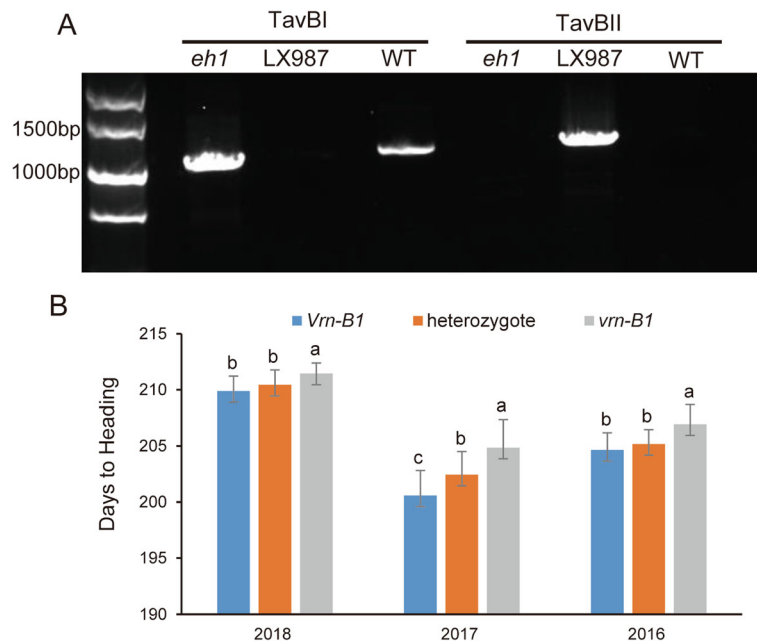 A
TavBI TavBII
eh1 LX987 WT eh1 LX987 WT
1500bp
1000bp
B
Vrn-B1 heterozygote vrn-B1
215
210
205
200
195
190
Days to Heading
b b a
c b a
b b a
2018 2017 2016